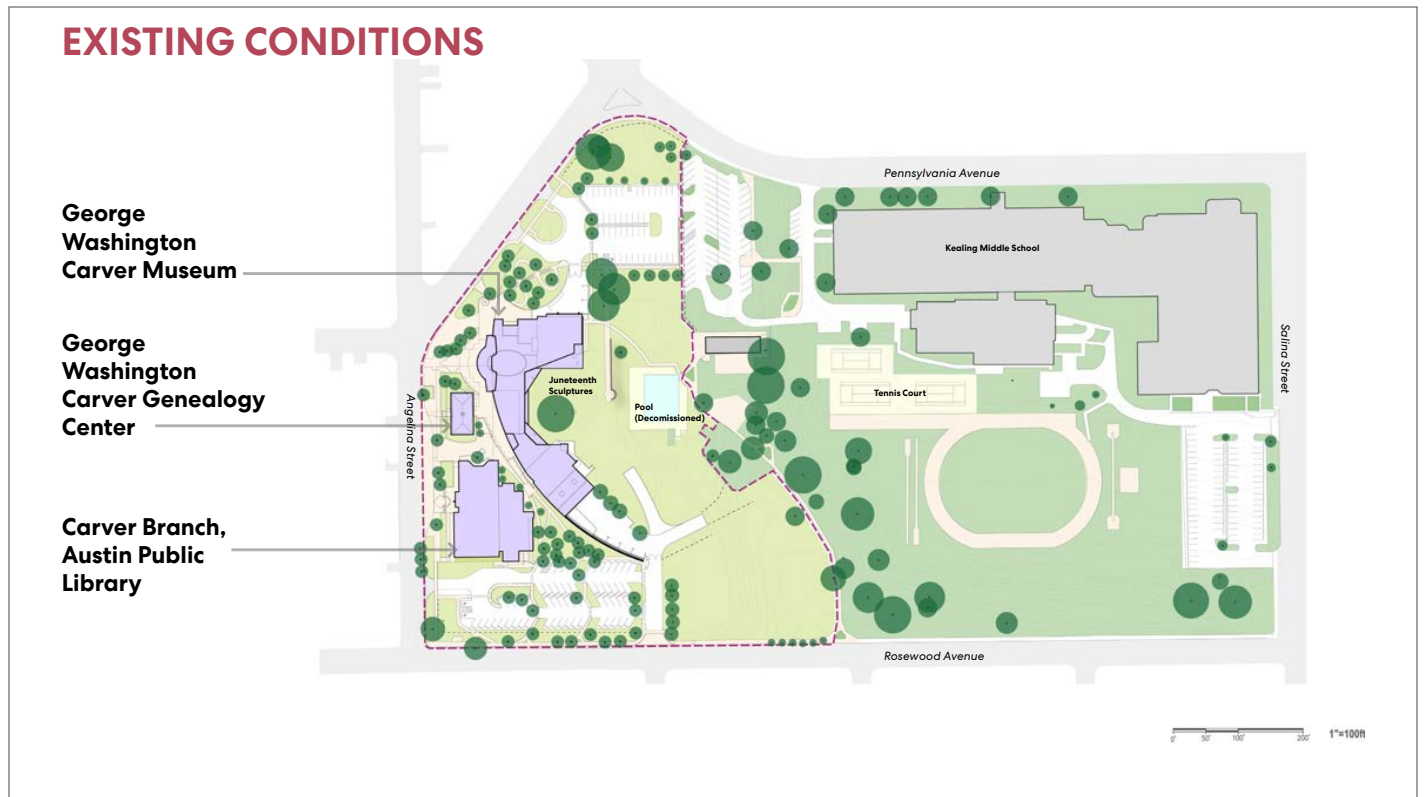 EXISTING CONDITIONS
George
Washington
Carver Museum
George
Washington
Carver Genealogy
Center
Carver Branch,
Austin Public
Library
Pennsylvania Avenue
Kealing Middle School
Salina Street
Juneteenth
Sculptures
Pool
(Decomissioned)
Tennis Court
Angelina Street
Rosewood Avenue
0' 50' 100' 200' 1"=100ft